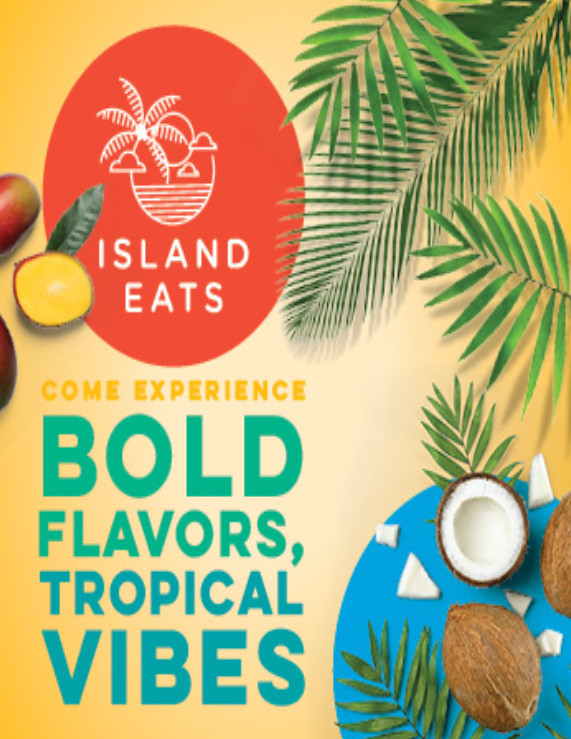 ISLAND
EATS
COME EXPERIENCE
BOLD
FLAVORS,
TROPICAL
VIBES